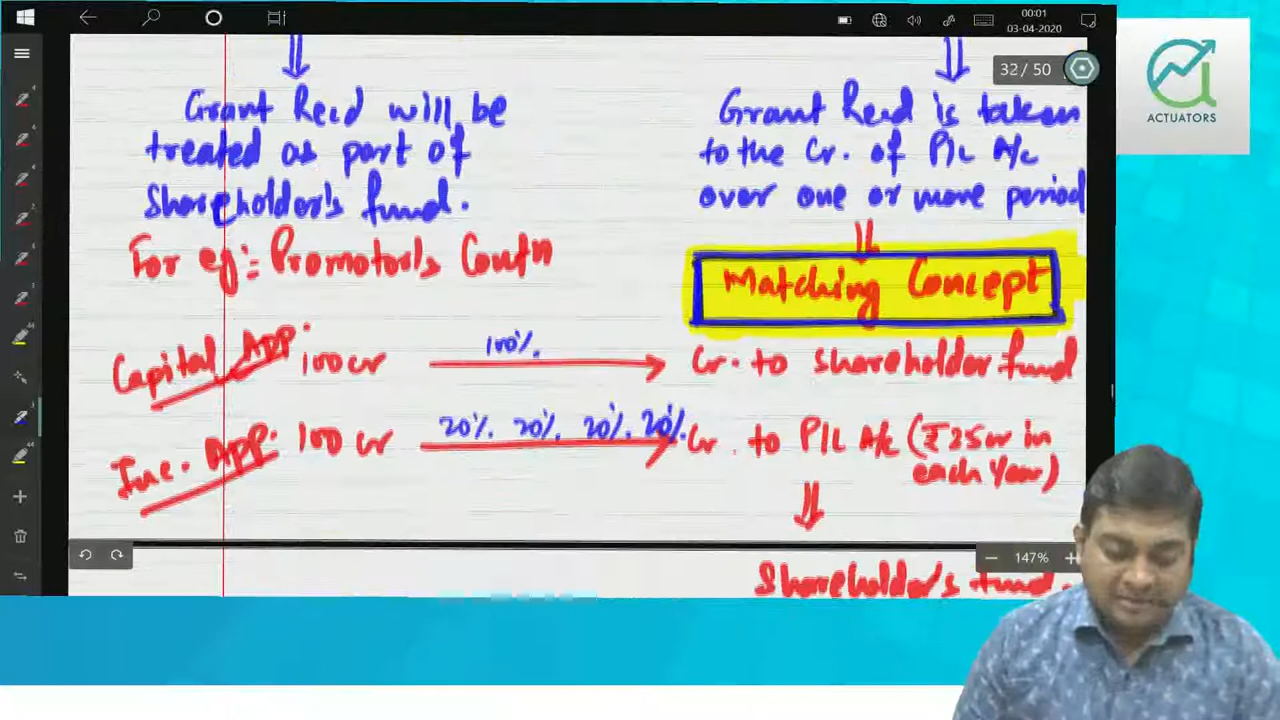 00:01
03-04-2020
32 / 50
ACTUATORS
Grant Recd will be
treated as part of
Shareholder's fund.
For eg:- Promotor's Contn
Grant Recd is taken
to the Cr. of P/L A/c
over one or more period
Matching Concept
Capital APP. 100 cr
100%.
Cr. to shareholder fund
Inc. APP. 100 cr
20%. 20%. 20%. 20%.
Cr. to P/L A/c (₹25cr in
each Year)
147%
Shareholder's fund.